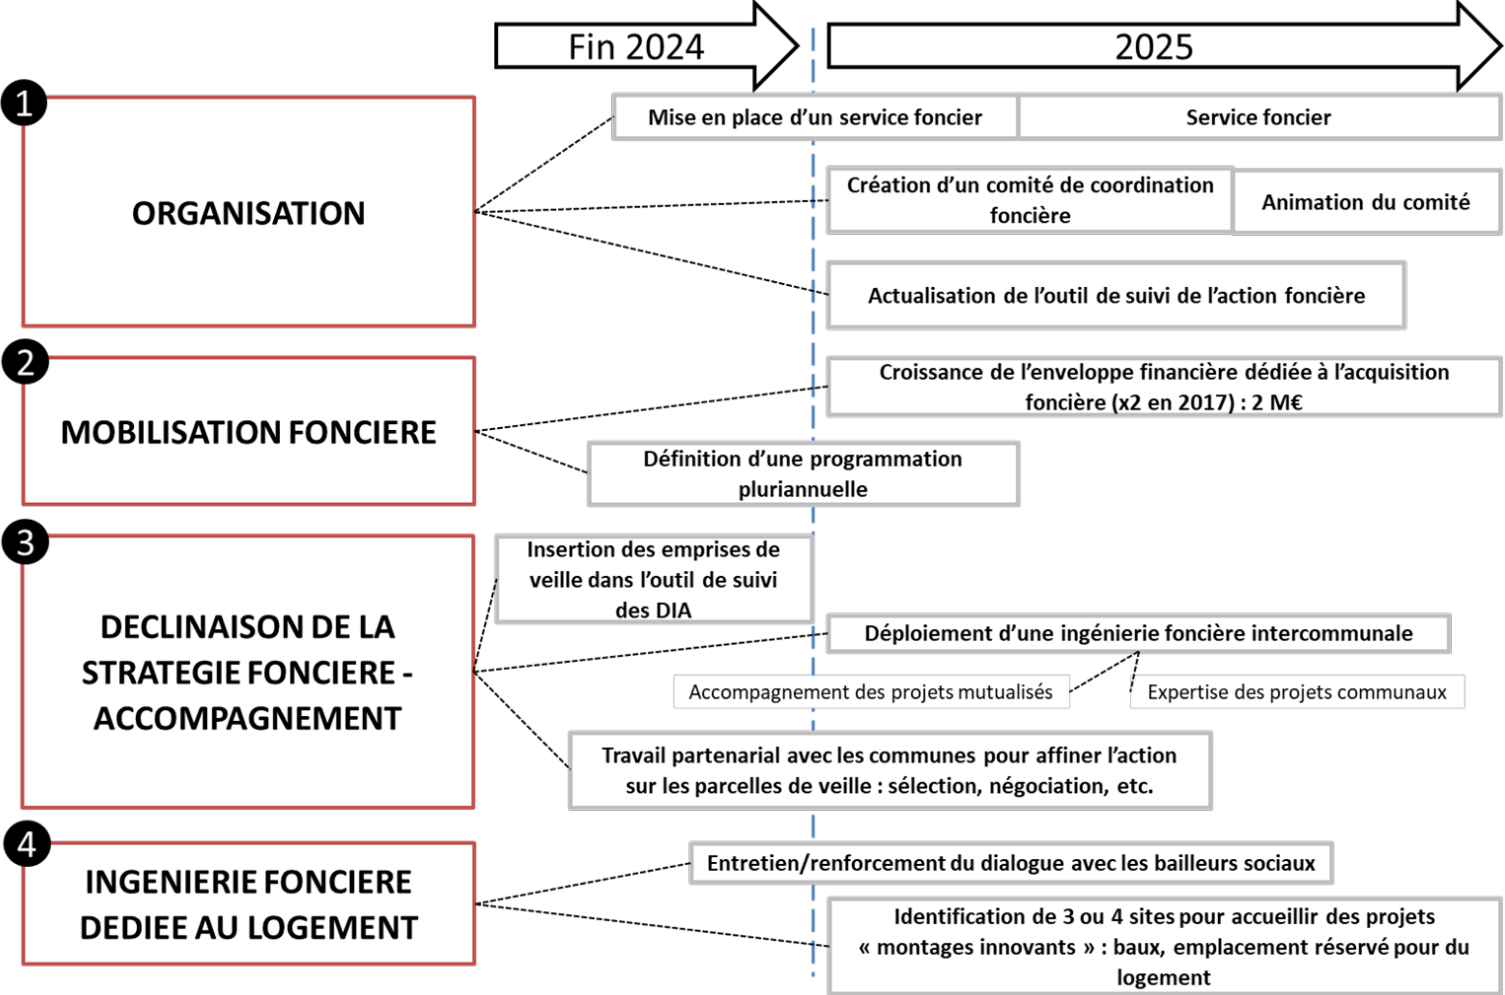 Fin 2024
2025
1
ORGANISATION
Mise en place d’un service foncier
Service foncier
Création d’un comité de coordination
foncière
Animation du comité
Actualisation de l’outil de suivi de l’action foncière
2
MOBILISATION FONCIERE
Croissance de l’enveloppe financière dédiée à l’acquisition
foncière (x2 en 2017) : 2 M€
Définition d’une programmation
pluriannuelle
3
DECLINAISON DE LA
STRATEGIE FONCIERE -
ACCOMPAGNEMENT
Insertion des emprises de
veille dans l’outil de suivi
des DIA
Déploiement d’une ingénierie foncière intercommunale
Accompagnement des projets mutualisés
Expertise des projets communaux
Travail partenarial avec les communes pour affiner l’action
sur les parcelles de veille : sélection, négociation, etc.
4
INGENIERIE FONCIERE
DEDIEE AU LOGEMENT
Entretien/renforcement du dialogue avec les bailleurs sociaux
Identification de 3 ou 4 sites pour accueillir des projets
« montages innovants » : baux, emplacement réservé pour du
logement